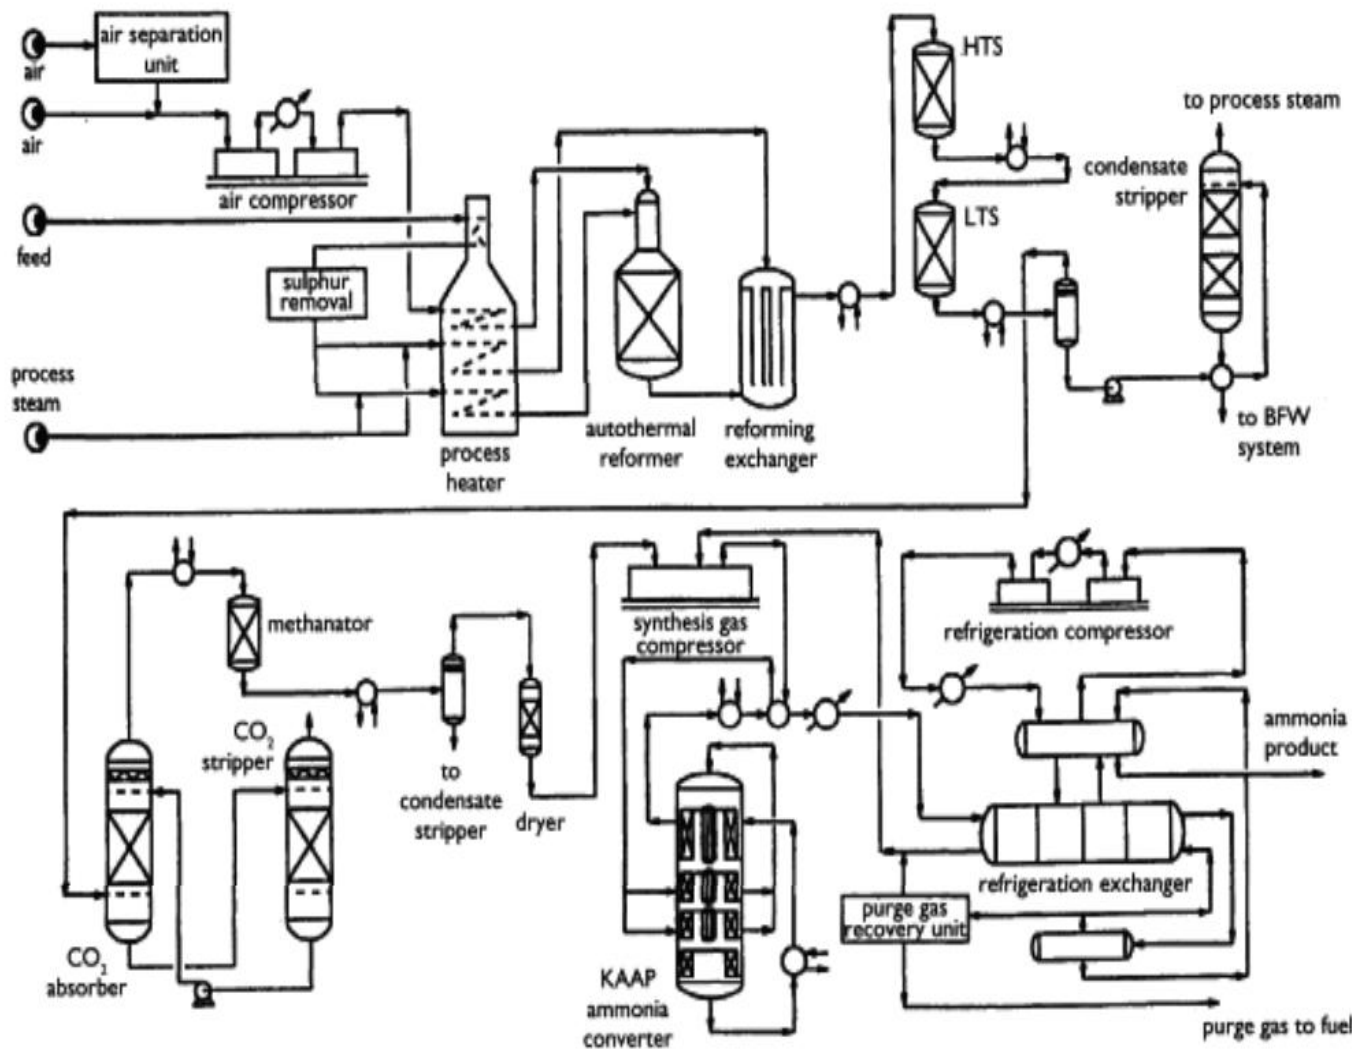 air separation
unit
air
air
air compressor
feed
sulphur
removal
process
steam
process
heater
autothermal
reformer
reforming
exchanger
HTS
LTS
to process steam
condensate
stripper
to BFW
system
methanator
CO2
stripper
CO2
absorber
to
condensate
stripper
dryer
synthesis gas
compressor
KAAP
ammonia
converter
refrigeration compressor
ammonia
product
refrigeration exchanger
purge gas
recovery unit
purge gas to fuel